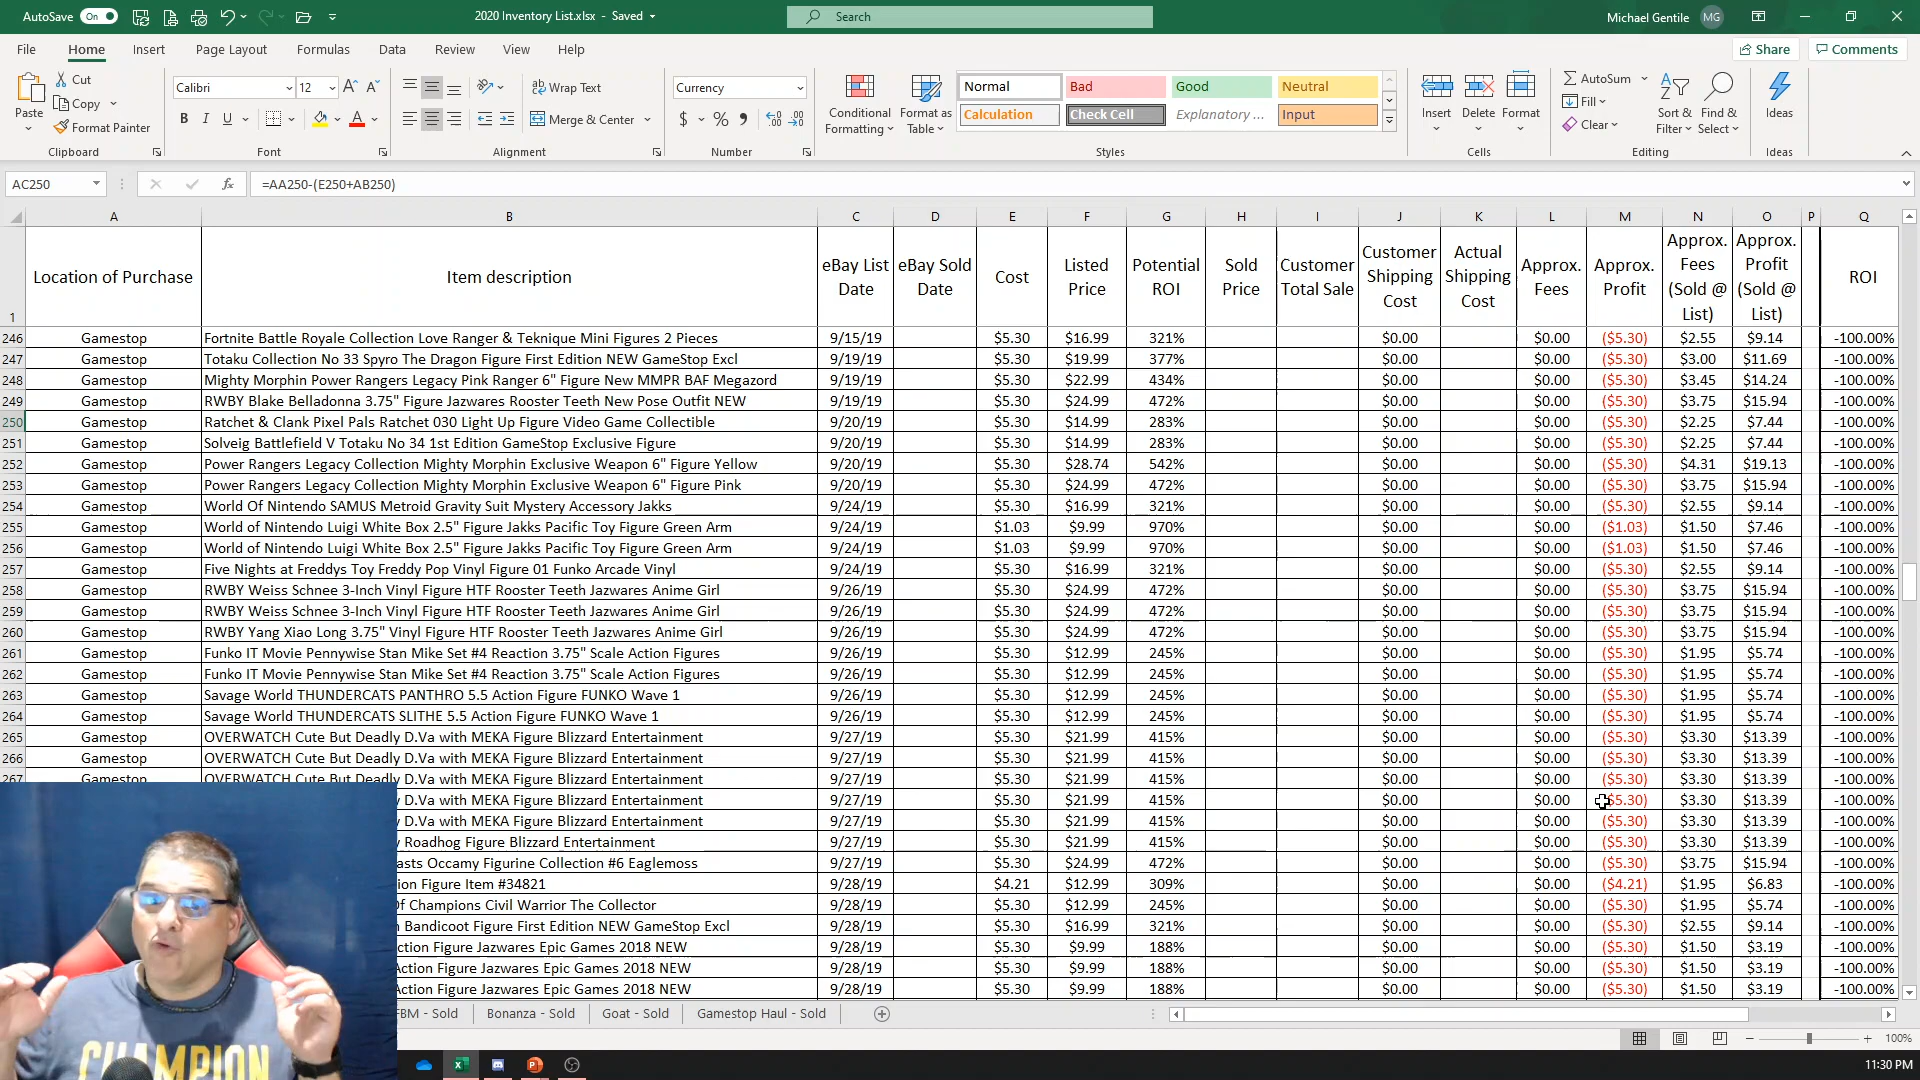 AutoSave On 2020 Inventory List.xlsx - Saved Search Michael Gentile MG
File Home Insert Page Layout Formulas Data Review View Help Share Comments
Paste Cut Copy Format Painter Clipboard
Calibri 12 B I U A Font
Wrap Text Merge & Center Alignment
Currency $ % Number
Conditional Formatting Format as Table Normal Bad Good Neutral Calculation Check Cell Explanatory ... Input Styles
Insert Delete Format Cells
AutoSum Fill Clear Sort & Filter Find & Select Editing
Ideas Ideas
AC250 fx =AA250-(E250+AB250)
A B C D E F G H I J K L M N O P Q
1 Location of Purchase Item description eBay List Date eBay Sold Date Cost Listed Price Potential ROI Sold Price Customer Total Sale Customer Shipping Cost Actual Shipping Cost Approx. Fees Approx. Profit Approx. Fees (Sold @ List) Approx. Profit (Sold @ List) ROI
246 Gamestop Fortnite Battle Royale Collection Love Ranger & Teknique Mini Figures 2 Pieces 9/15/19 $5.30 $16.99 321% $0.00 $0.00 ($5.30) $2.55 $9.14 -100.00%
247 Gamestop Totaku Collection No 33 Spyro The Dragon Figure First Edition NEW GameStop Excl 9/19/19 $5.30 $19.99 377% $0.00 $0.00 ($5.30) $3.00 $11.69 -100.00%
248 Gamestop Mighty Morphin Power Rangers Legacy Pink Ranger 6" Figure New MMPR BAF Megazord 9/19/19 $5.30 $22.99 434% $0.00 $0.00 ($5.30) $3.45 $14.24 -100.00%
249 Gamestop RWBY Blake Belladonna 3.75" Figure Jazwares Rooster Teeth New Pose Outfit NEW 9/19/19 $5.30 $24.99 472% $0.00 $0.00 ($5.30) $3.75 $15.94 -100.00%
250 Gamestop Ratchet & Clank Pixel Pals Ratchet 030 Light Up Figure Video Game Collectible 9/20/19 $5.30 $14.99 283% $0.00 $0.00 ($5.30) $2.25 $7.44 -100.00%
251 Gamestop Solveig Battlefield V Totaku No 34 1st Edition GameStop Exclusive Figure 9/20/19 $5.30 $14.99 283% $0.00 $0.00 ($5.30) $2.25 $7.44 -100.00%
252 Gamestop Power Rangers Legacy Collection Mighty Morphin Exclusive Weapon 6" Figure Yellow 9/20/19 $5.30 $28.74 542% $0.00 $0.00 ($5.30) $4.31 $19.13 -100.00%
253 Gamestop Power Rangers Legacy Collection Mighty Morphin Exclusive Weapon 6" Figure Pink 9/20/19 $5.30 $24.99 472% $0.00 $0.00 ($5.30) $3.75 $15.94 -100.00%
254 Gamestop World Of Nintendo SAMUS Metroid Gravity Suit Mystery Accessory Jakks 9/24/19 $5.30 $16.99 321% $0.00 $0.00 ($5.30) $2.55 $9.14 -100.00%
255 Gamestop World of Nintendo Luigi White Box 2.5" Figure Jakks Pacific Toy Figure Green Arm 9/24/19 $1.03 $9.99 970% $0.00 $0.00 ($1.03) $1.50 $7.46 -100.00%
256 Gamestop World of Nintendo Luigi White Box 2.5" Figure Jakks Pacific Toy Figure Green Arm 9/24/19 $1.03 $9.99 970% $0.00 $0.00 ($1.03) $1.50 $7.46 -100.00%
257 Gamestop Five Nights at Freddys Toy Freddy Pop Vinyl Figure 01 Funko Arcade Vinyl 9/24/19 $5.30 $16.99 321% $0.00 $0.00 ($5.30) $2.55 $9.14 -100.00%
258 Gamestop RWBY Weiss Schnee 3-Inch Vinyl Figure HTF Rooster Teeth Jazwares Anime Girl 9/26/19 $5.30 $24.99 472% $0.00 $0.00 ($5.30) $3.75 $15.94 -100.00%
259 Gamestop RWBY Weiss Schnee 3-Inch Vinyl Figure HTF Rooster Teeth Jazwares Anime Girl 9/26/19 $5.30 $24.99 472% $0.00 $0.00 ($5.30) $3.75 $15.94 -100.00%
260 Gamestop RWBY Yang Xiao Long 3.75" Vinyl Figure HTF Rooster Teeth Jazwares Anime Girl 9/26/19 $5.30 $24.99 472% $0.00 $0.00 ($5.30) $3.75 $15.94 -100.00%
261 Gamestop Funko IT Movie Pennywise Stan Mike Set #4 Reaction 3.75" Scale Action Figures 9/26/19 $5.30 $12.99 245% $0.00 $0.00 ($5.30) $1.95 $5.74 -100.00%
262 Gamestop Funko IT Movie Pennywise Stan Mike Set #4 Reaction 3.75" Scale Action Figures 9/26/19 $5.30 $12.99 245% $0.00 $0.00 ($5.30) $1.95 $5.74 -100.00%
263 Gamestop Savage World THUNDERCATS PANTHRO 5.5 Action Figure FUNKO Wave 1 9/26/19 $5.30 $12.99 245% $0.00 $0.00 ($5.30) $1.95 $5.74 -100.00%
264 Gamestop Savage World THUNDERCATS SLITHE 5.5 Action Figure FUNKO Wave 1 9/26/19 $5.30 $12.99 245% $0.00 $0.00 ($5.30) $1.95 $5.74 -100.00%
265 Gamestop OVERWATCH Cute But Deadly D.Va with MEKA Figure Blizzard Entertainment 9/27/19 $5.30 $21.99 415% $0.00 $0.00 ($5.30) $3.30 $13.39 -100.00%
266 Gamestop OVERWATCH Cute But Deadly D.Va with MEKA Figure Blizzard Entertainment 9/27/19 $5.30 $21.99 415% $0.00 $0.00 ($5.30) $3.30 $13.39 -100.00%
267 Gamestop OVERWATCH Cute But Deadly D.Va with MEKA Figure Blizzard Entertainment 9/27/19 $5.30 $21.99 415% $0.00 $0.00 ($5.30) $3.30 $13.39 -100.00%
D.Va with MEKA Figure Blizzard Entertainment 9/27/19 $5.30 $21.99 415% $0.00 $0.00 $5.30) $3.30 $13.39 -100.00%
D.Va with MEKA Figure Blizzard Entertainment 9/27/19 $5.30 $21.99 415% $0.00 $0.00 ($5.30) $3.30 $13.39 -100.00%
Roadhog Figure Blizzard Entertainment 9/27/19 $5.30 $21.99 415% $0.00 $0.00 ($5.30) $3.30 $13.39 -100.00%
asts Occamy Figurine Collection #6 Eaglemoss 9/27/19 $5.30 $24.99 472% $0.00 $0.00 ($5.30) $3.75 $15.94 -100.00%
ion Figure Item #34821 9/28/19 $4.21 $12.99 309% $0.00 $0.00 ($4.21) $1.95 $6.83 -100.00%
Of Champions Civil Warrior The Collector 9/28/19 $5.30 $12.99 245% $0.00 $0.00 ($5.30) $1.95 $5.74 -100.00%
Bandicoot Figure First Edition NEW GameStop Excl 9/28/19 $5.30 $16.99 321% $0.00 $0.00 ($5.30) $2.55 $9.14 -100.00%
ction Figure Jazwares Epic Games 2018 NEW 9/28/19 $5.30 $9.99 188% $0.00 $0.00 ($5.30) $1.50 $3.19 -100.00%
Action Figure Jazwares Epic Games 2018 NEW 9/28/19 $5.30 $9.99 188% $0.00 $0.00 ($5.30) $1.50 $3.19 -100.00%
Action Figure Jazwares Epic Games 2018 NEW 9/28/19 $5.30 $9.99 188% $0.00 $0.00 ($5.30) $1.50 $3.19 -100.00%
FBM - Sold Bonanza - Sold Goat - Sold Gamestop Haul - Sold
100%
CHAMPION
11:30 PM